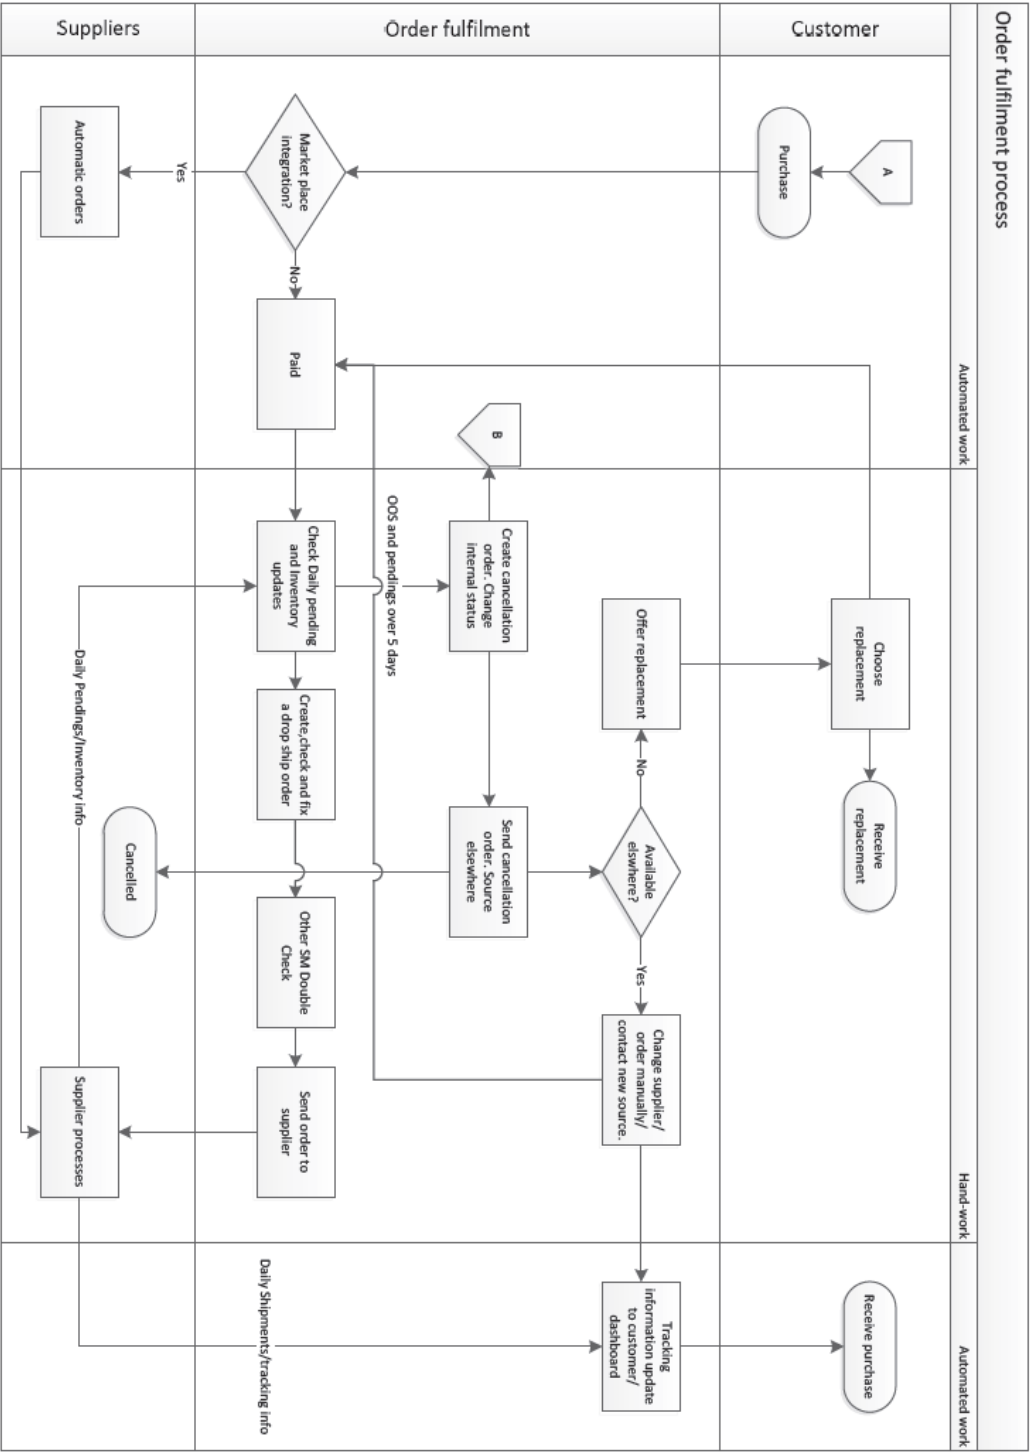 Order fulfilment process
Automated work
Hand-work
Automated work
Customer
Order fulfilment
Suppliers
A
Purchase
Market place
integration?
Yes
Automatic orders
No
Paid
B
OOS and pendings over 5 days
Check Daily pending
and Inventory
updates
Create cancellation
order. Change
internal status
Offer replacement
Choose
replacement
Receive
replacement
Create,check and fix
a drop ship order
Daily Pendings/Inventory info
No
Available
elswhere?
Yes
Send cancellation
order. Source
elsewhere
Cancelled
Other SM Double
Check
Change supplier/
order manually/
contact new source.
Send order to
supplier
Supplier processes
Daily Shipments/tracking info
Tracking
information update
to customer/
dashboard
Receive purchase